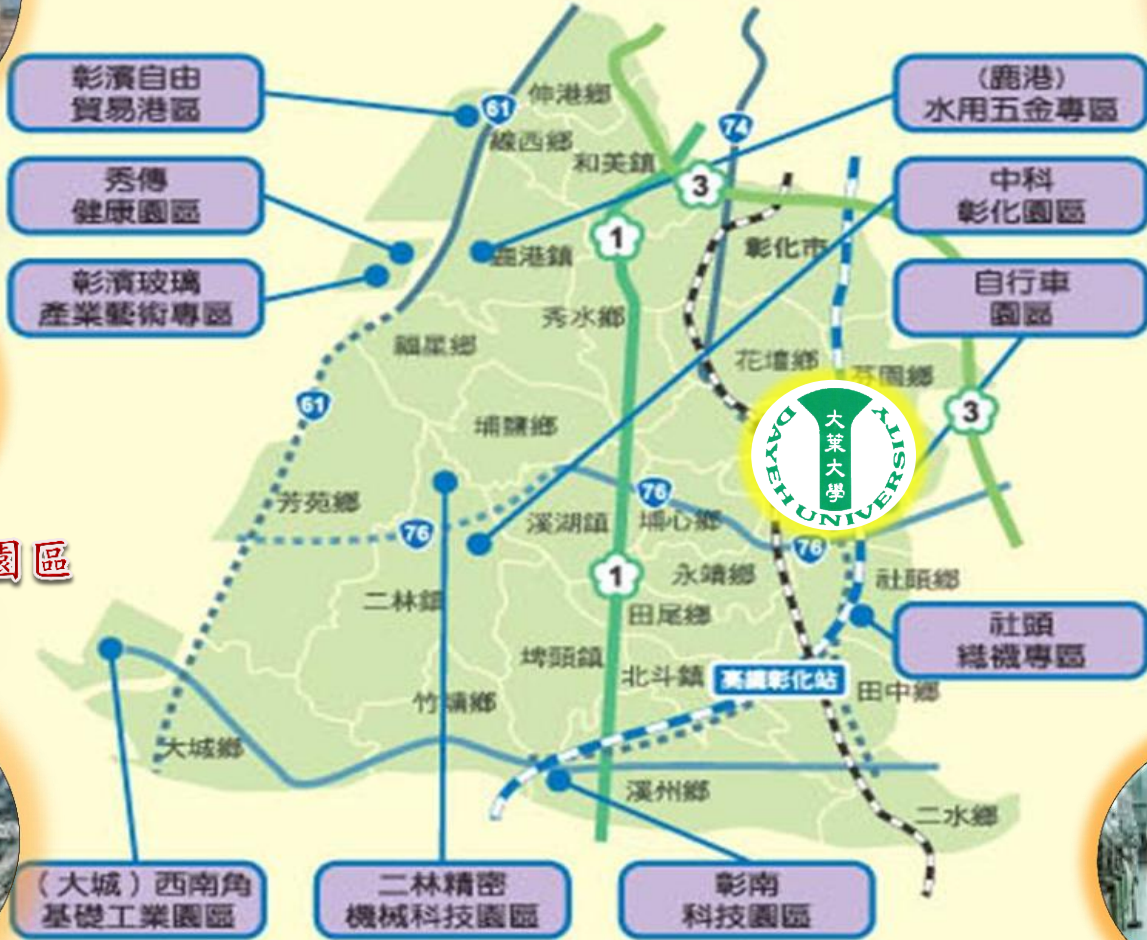 彰濱自由
貿易港區
秀傳
健康園區
彰濱玻璃
產業藝術專區
(鹿港)
水用五金專區
中科
彰化園區
自行車
園區
61
伸港鄉
線西鄉
74
和美鎮
3
1
鹿港鎮
彰化市
秀水鄉
福星鄉
花壇鄉
芬園鄉
61
3
大葉大學
DAYEH UNIVERSITY
埔鹽鄉
芳苑鄉
76
76
溪湖鎮
埔心鄉
76
園區
1
永靖鄉
社頭鄉
二林鎮
田尾鄉
社頭
織襪專區
埤頭鎮
北斗鎮
高鐵彰化站
田中鄉
竹塘鄉
大城鄉
溪州鄉
二水鄉
(大城)西南角
基礎工業園區
二林精密
機械科技園區
彰南
科技園區